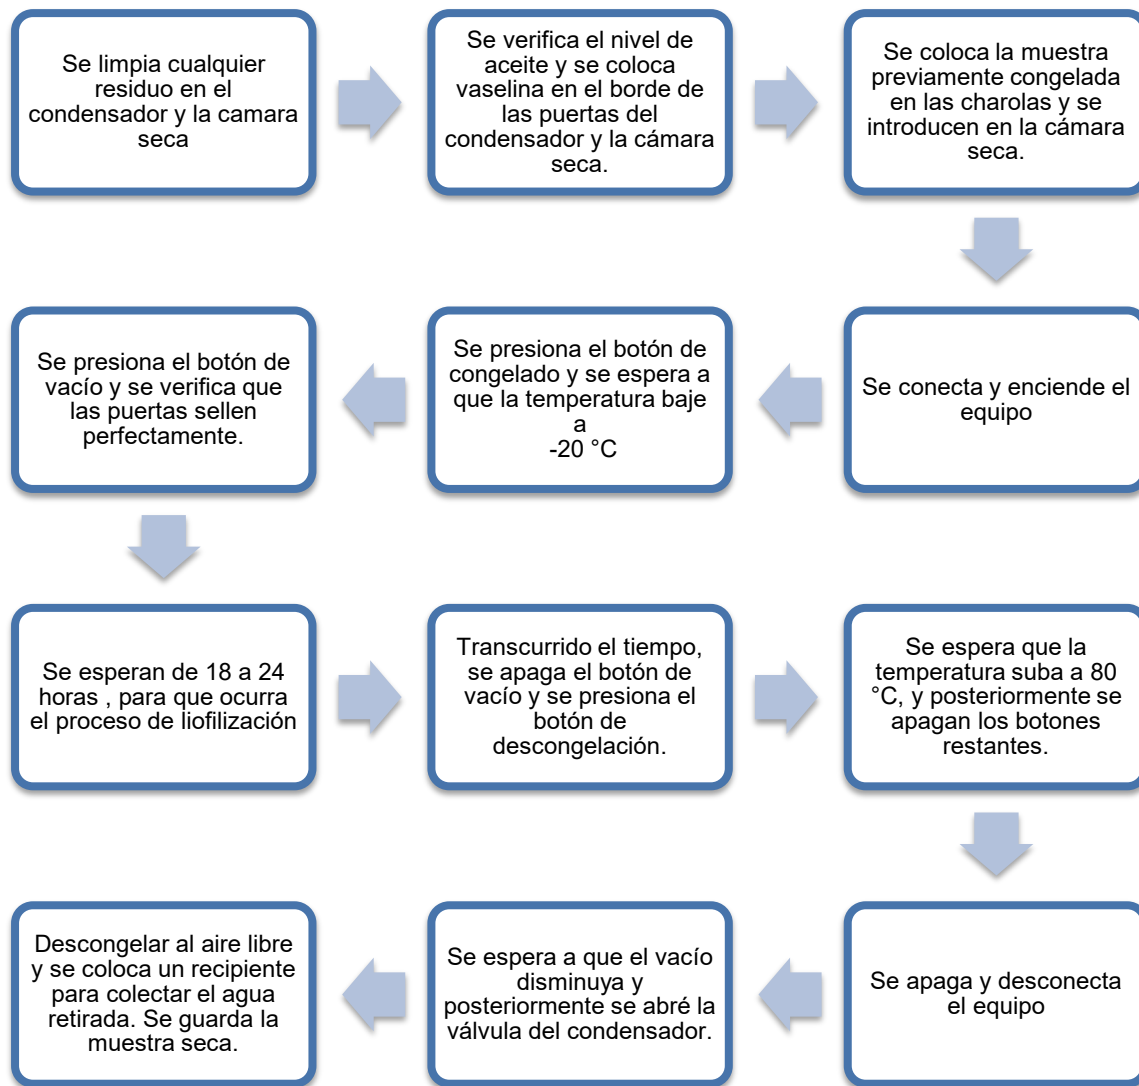 Se limpia cualquier
residuo en el
condensador y la camara
seca
Se verifica el nivel de
aceite y se coloca
vaselina en el borde de
las puertas del
condensador y la cámara
seca.
Se coloca la muestra
previamente congelada
en las charolas y se
introducen en la cámara
seca.
Se conecta y enciende el
equipo
Se presiona el botón de
congelado y se espera a
que la temperatura baje
a
-20 °C
Se presiona el botón de
vacío y se verifica que
las puertas sellen
perfectamente.
Se esperan de 18 a 24
horas , para que ocurra
el proceso de liofilización
Transcurrido el tiempo,
se apaga el botón de
vacío y se presiona el
botón de
descongelación.
Se espera que la
temperatura suba a 80
°C, y posteriormente se
apagan los botones
restantes.
Se apaga y desconecta
el equipo
Se espera a que el vacío
disminuya y
posteriormente se abré la
válvula del condensador.
Descongelar al aire libre
y se coloca un recipiente
para colectar el agua
retirada. Se guarda la
muestra seca.